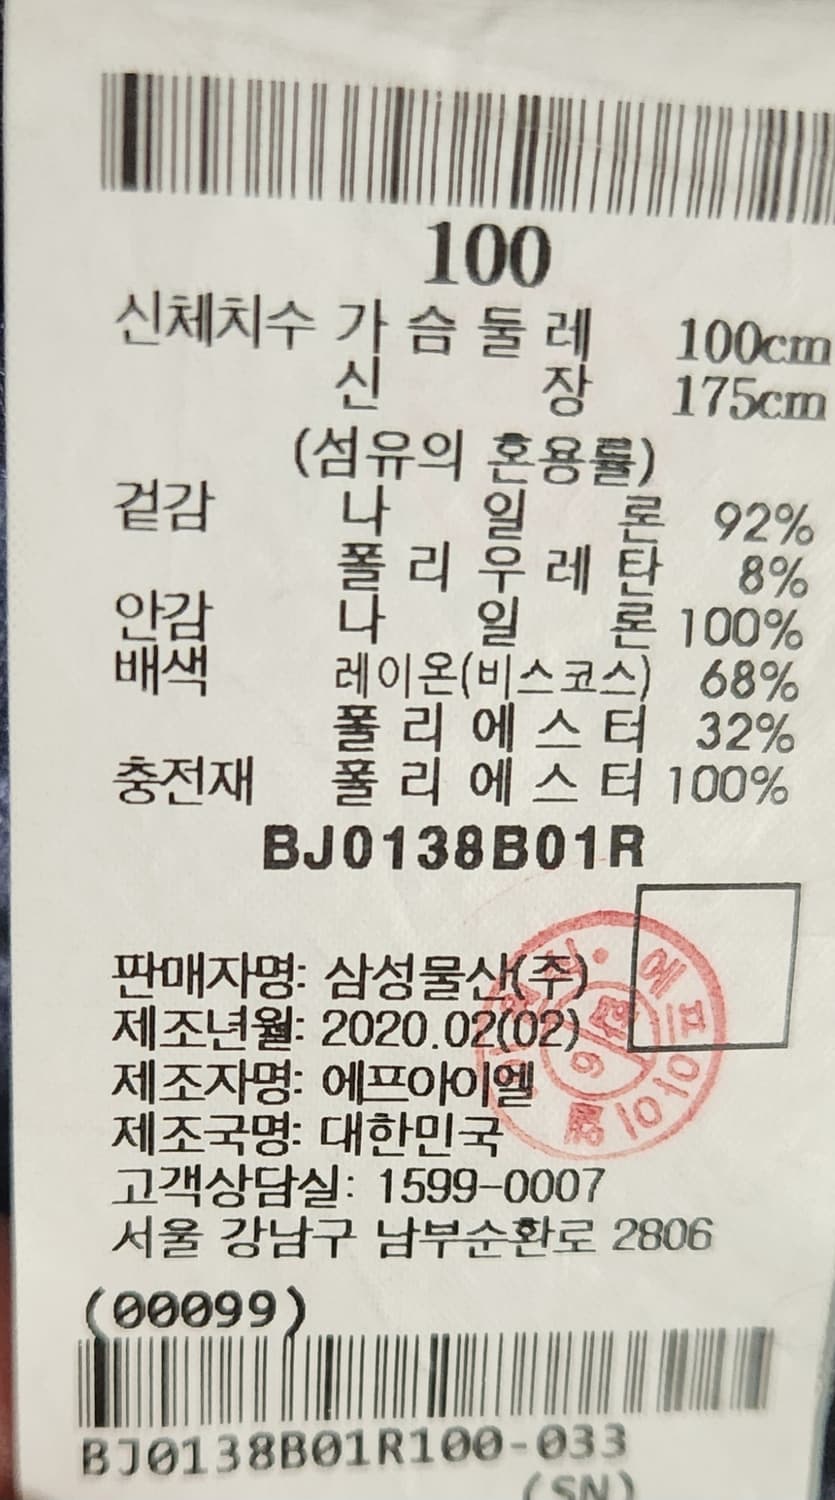 100
신체치수 가슴둘레 100cm
신장 175cm
(섬유의 혼용률)
겉감 나일론 92%
폴리우레탄 8%
안감 나일론 100%
배색 레이온(비스코스) 68%
폴리에스터 32%
충전재 폴리에스터 100%
BJ0138B01R
판매자명: 삼성물산(주)
제조년월: 2020.02(02)
제조자명: 에프아이엘
제조국명: 대한민국
고객상담실: 1599-0007
서울 강남구 남부순환로 2806
(00099)
BJ0138B01R100-033
(SN)